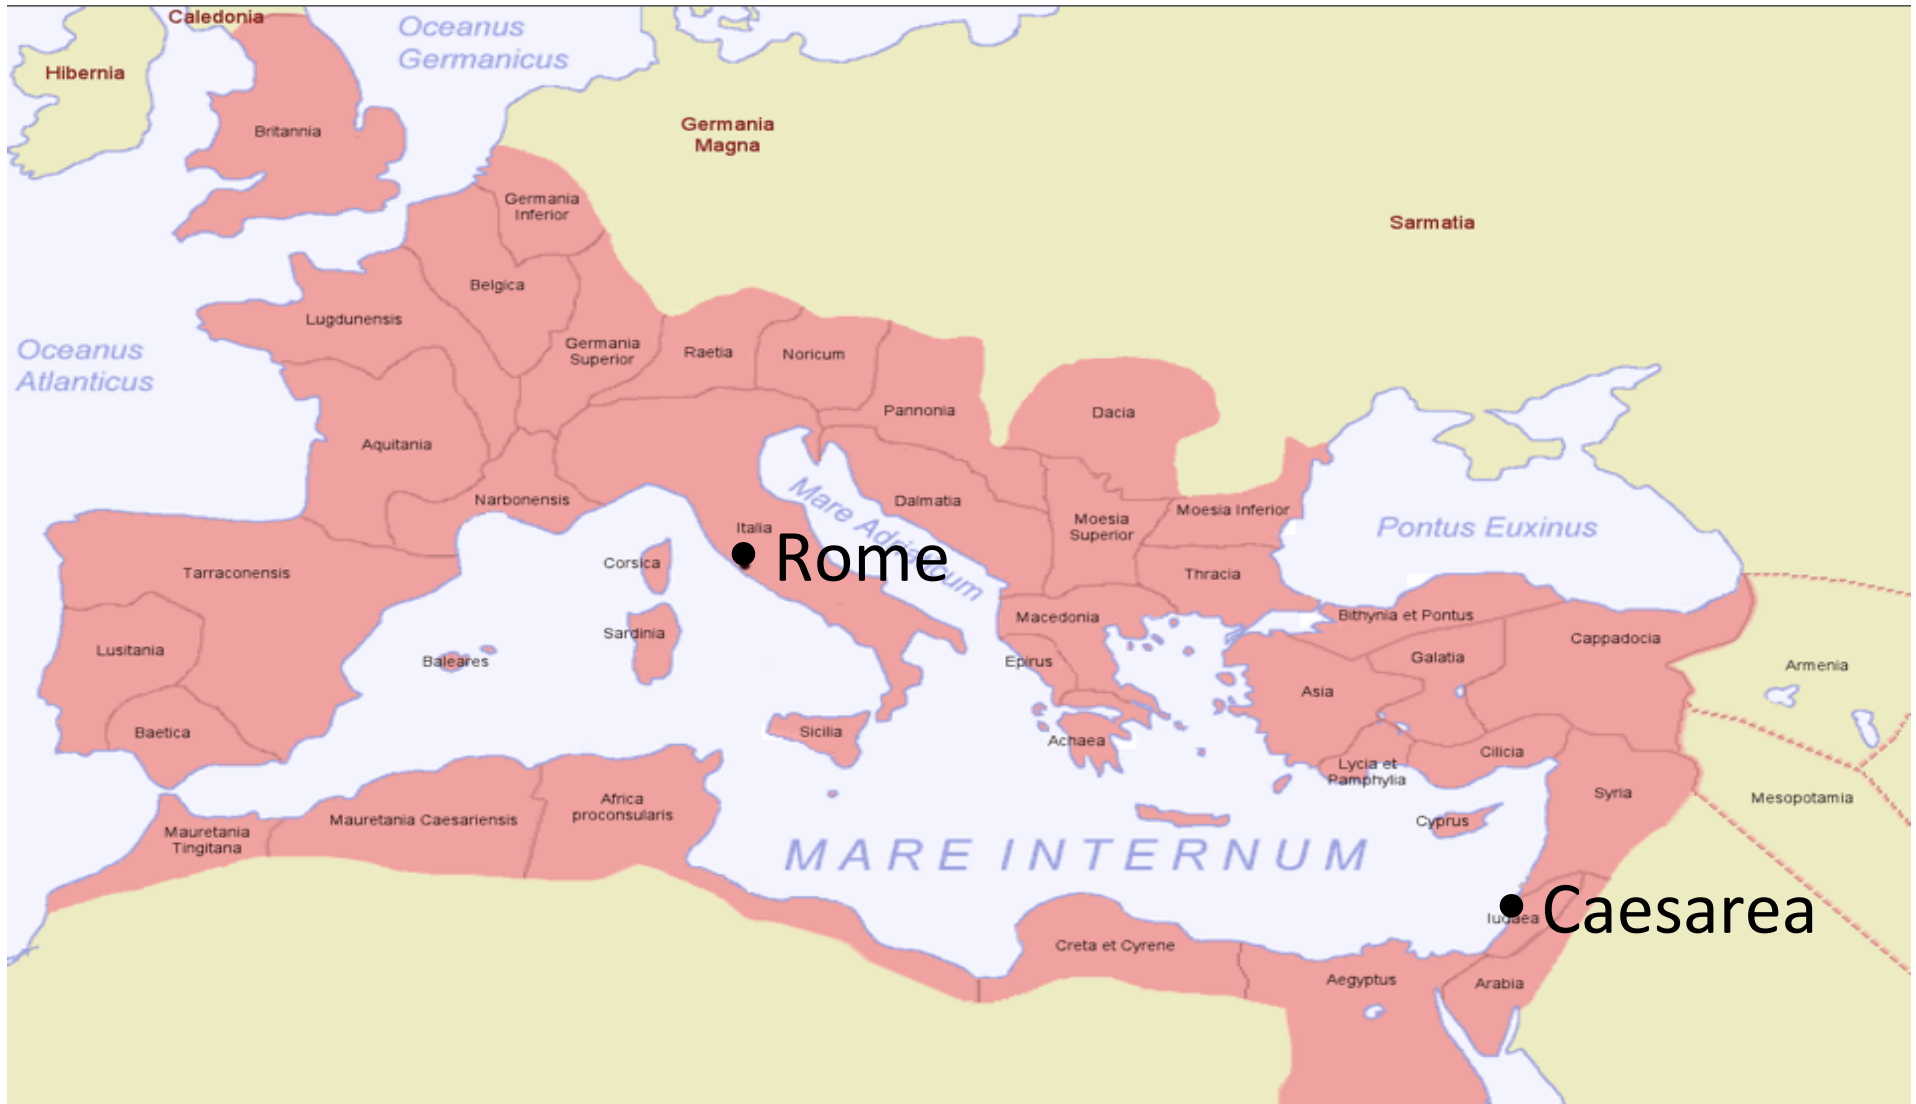 Caledonia
Oceanus
Germanicus
Hibernia
Germania
Magna
Britannia
Germania
Inferior
Sarmatia
Belgica
Lugdunensis
Oceanus
Atlanticus
Germania
Superior
Raetia
Noricum
Pannonia
Dacia
Aquitania
Narbonensis
Mare Adriaticum
Dalmatia
Moesia
Superior
Moesia Inferior
Pontus Euxinus
Italia
Rome
Corsica
Tarraconensis
Thracia
Macedonia
Bithynia et Pontus
Cappadocia
Sardinia
Lusitania
Baleares
Epirus
Galatia
Armenia
Asia
Baetica
Sicilia
Achaea
Cilicia
Lycia et
Pamphylia
Syria
Mesopotamia
Africa
proconsularis
Mauretania Caesariensis
Mauretania
Tingitana
Cyprus
MARE INTERNUM
Iudaea
Caesarea
Creta et Cyrene
Aegyptus
Arabia